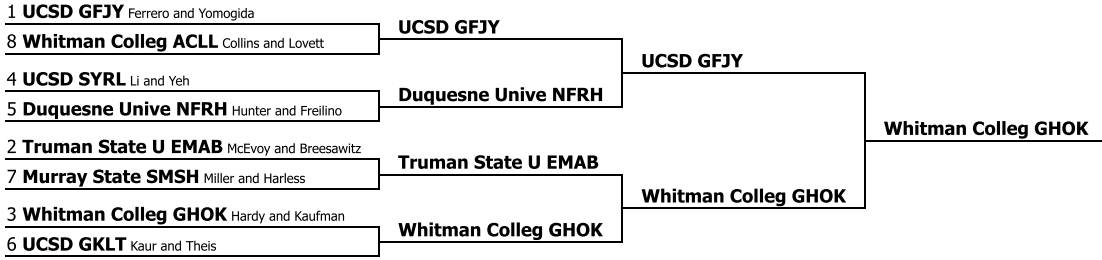 1 UCSD GFJY Ferrero and Yomogida
8 Whitman Colleg ACLL Collins and Lovett
4 UCSD SYRL Li and Yeh
5 Duquesne Unive NFRH Hunter and Freilino
2 Truman State U EMAB McEvoy and Breesawitz
7 Murray State SMSH Miller and Harless
3 Whitman Colleg GHOK Hardy and Kaufman
6 UCSD GKLT Kaur and Theis
UCSD GFJY
Duquesne Unive NFRH
Truman State U EMAB
Whitman Colleg GHOK
UCSD GFJY
Whitman Colleg GHOK
Whitman Colleg GHOK